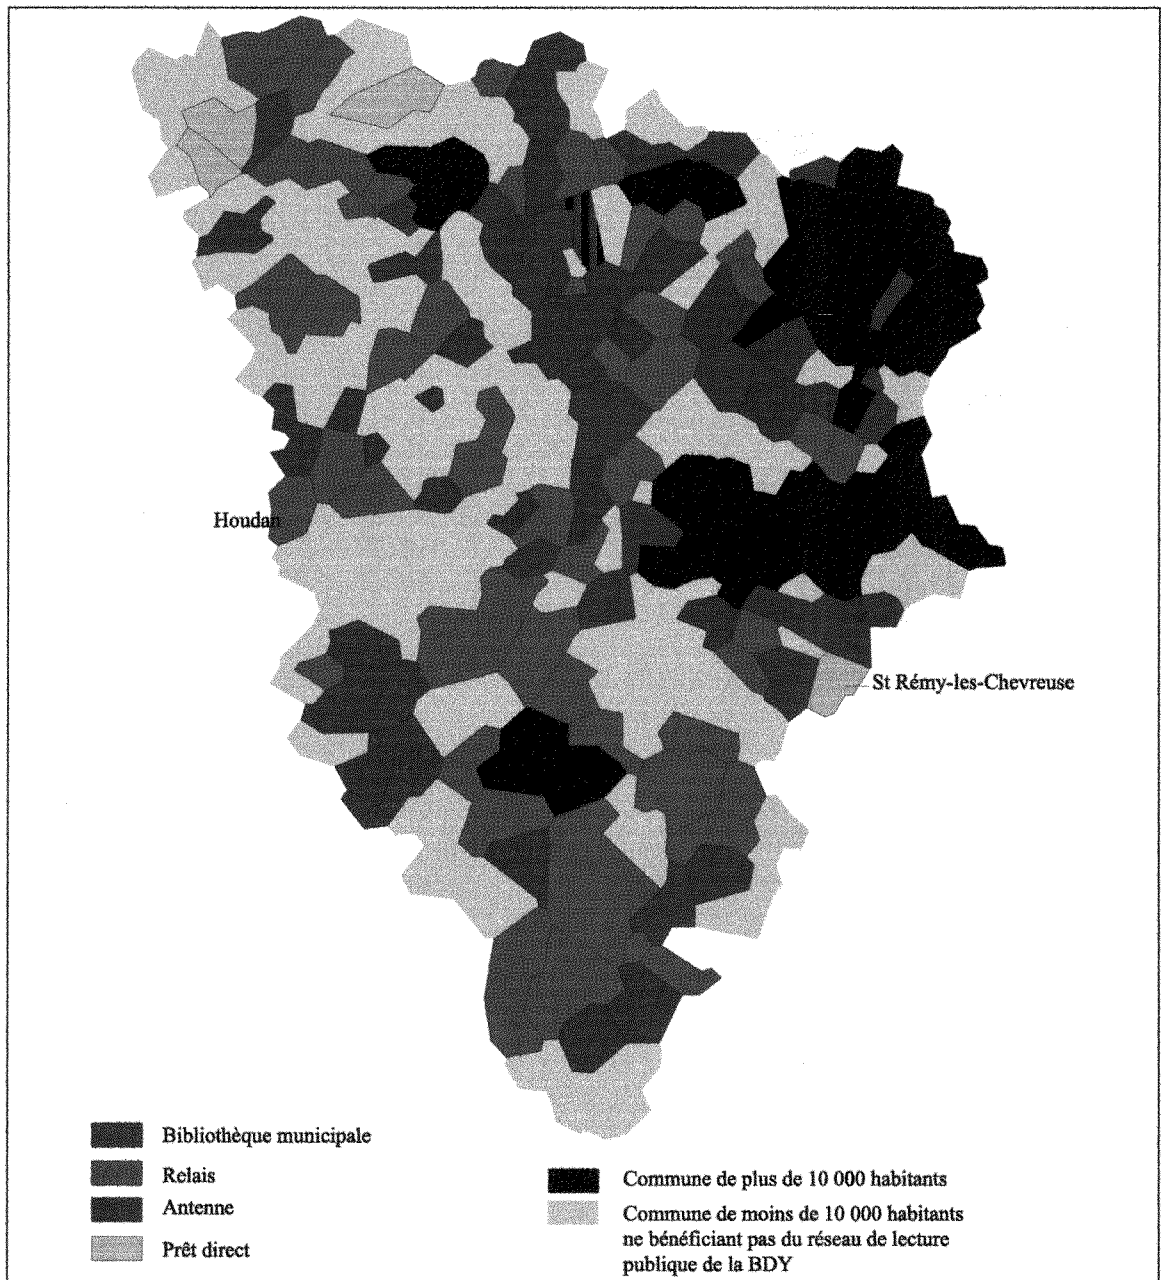 Houdan
St Rémy-les-Chevreuse
Bibliothèque municipale
Relais
Antenne
Prêt direct
Commune de plus de 10 000 habitants
Commune de moins de 10 000 habitants
ne bénéficiant pas du réseau de lecture
publique de la BDY